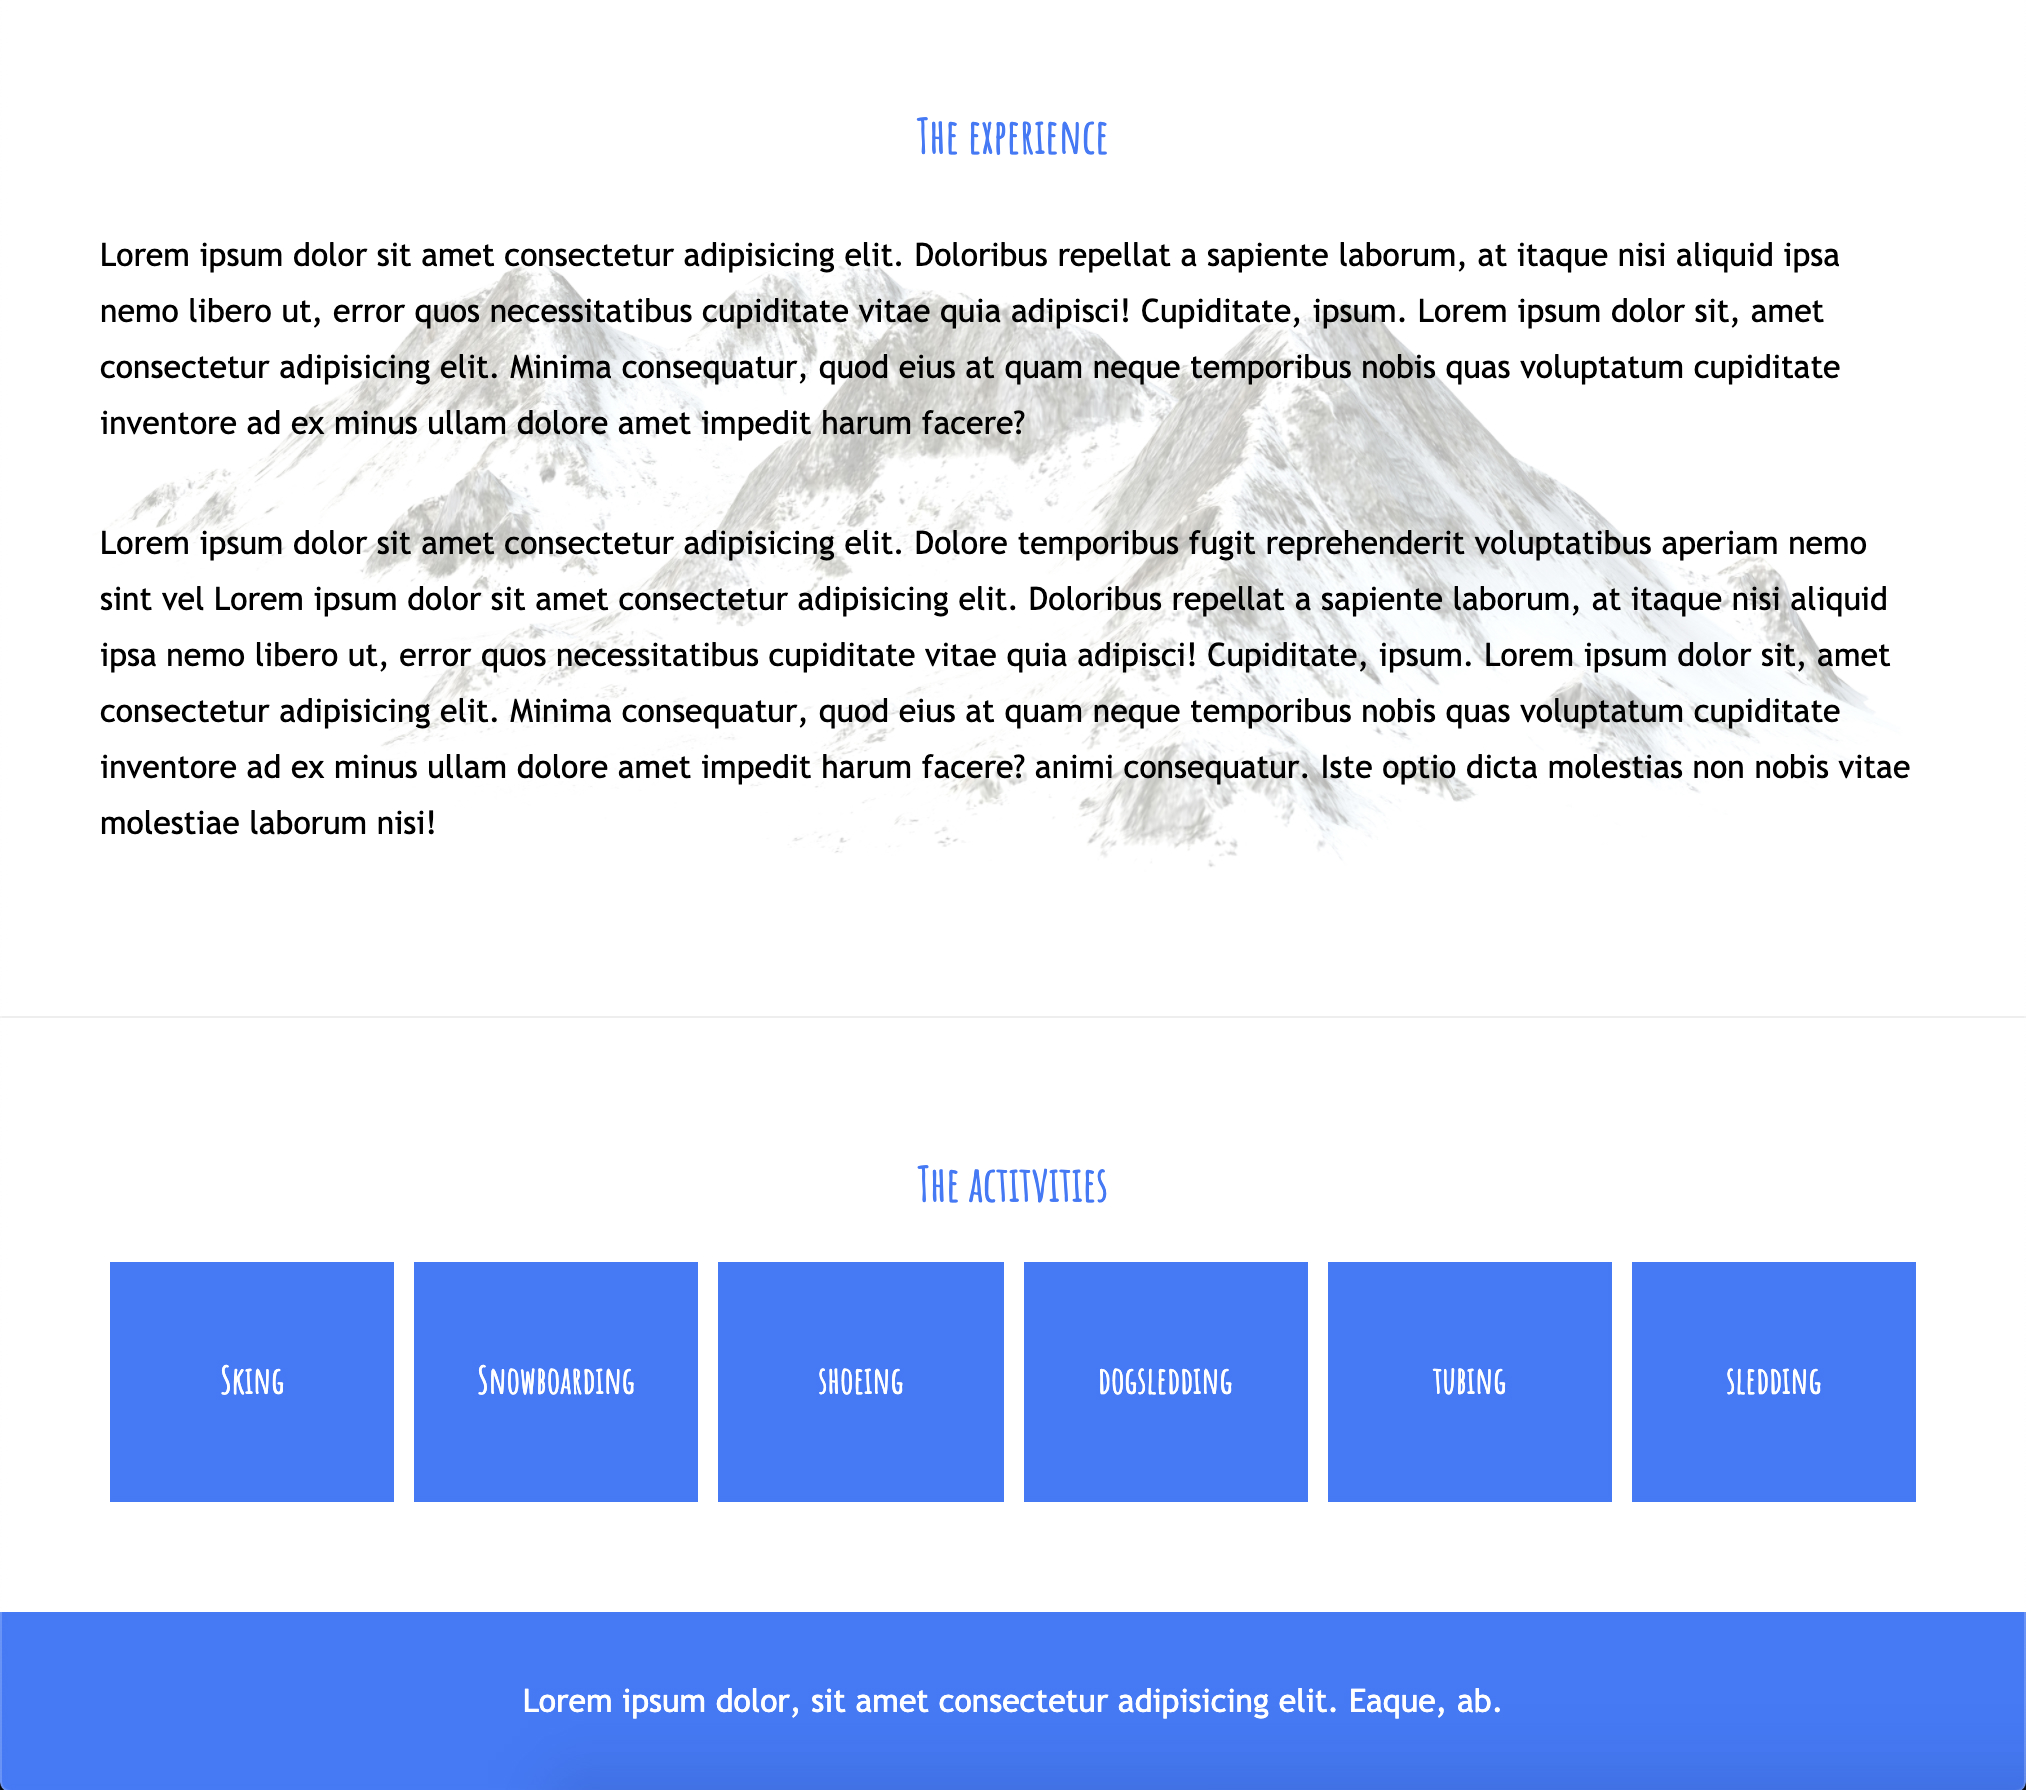 The experience
Lorem ipsum dolor sit amet consectetur adipisicing elit. Doloribus repellat a sapiente laborum, at itaque nisi aliquid ipsa
nemo libero ut, error quos necessitatibus cupiditate vitae quia adipisci! Cupiditate, ipsum. Lorem ipsum dolor sit, amet
consectetur adipisicing elit. Minima consequatur, quod eius at quam neque temporibus nobis quas voluptatum cupiditate
inventore ad ex minus ullam dolore amet impedit harum facere?
Lorem ipsum dolor sit amet consectetur adipisicing elit. Dolore temporibus fugit reprehenderit voluptatibus aperiam nemo
sint vel Lorem ipsum dolor sit amet consectetur adipisicing elit. Doloribus repellat a sapiente laborum, at itaque nisi aliquid
ipsa nemo libero ut, error quos necessitatibus cupiditate vitae quia adipisci! Cupiditate, ipsum. Lorem ipsum dolor sit, amet
consectetur adipisicing elit. Minima consequatur, quod eius at quam neque temporibus nobis quas voluptatum cupiditate
inventore ad ex minus ullam dolore amet impedit harum facere? animi consequatur. Iste optio dicta molestias non nobis vitae
molestiae laborum nisi!
The actitvities
Sking
Snowboarding
shoeing
dogsledding
tubing
sledding
Lorem ipsum dolor, sit amet consectetur adipisicing elit. Eaque, ab.